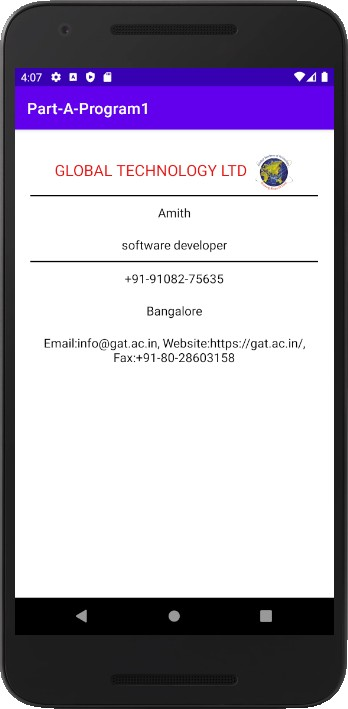 4:07
Part-A-Program1
GLOBAL TECHNOLOGY LTD
Amith
software developer
+91-91082-75635
Bangalore
Email:info@gat.ac.in, Website:https://gat.ac.in/,
Fax:+91-80-28603158